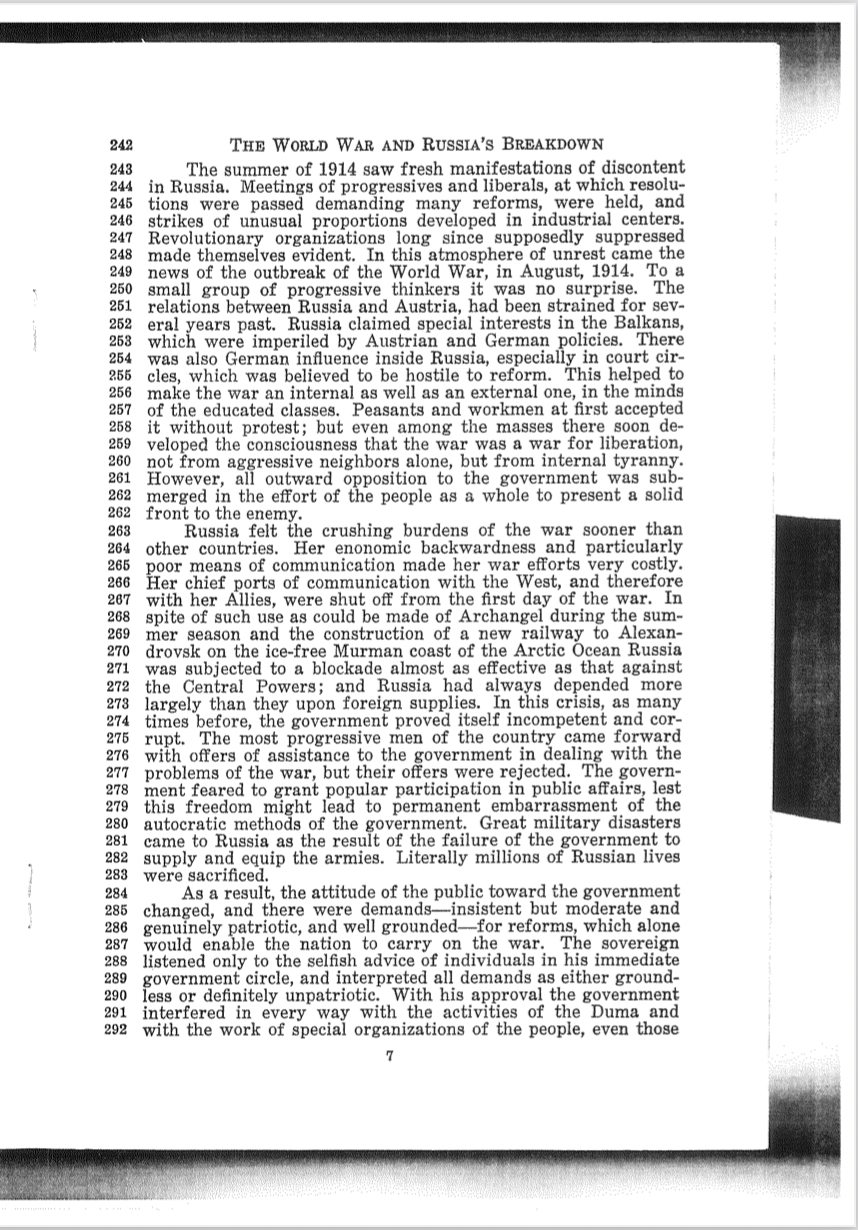 242 THE WORLD WAR AND RUSSIA'S BREAKDOWN
243 The summer of 1914 saw fresh manifestations of discontent
244 in Russia. Meetings of progressives and liberals, at which resolu-
245 tions were passed demanding many reforms, were held, and
246 strikes of unusual proportions developed in industrial centers.
247 Revolutionary organizations long since supposedly suppressed
248 made themselves evident. In this atmosphere of unrest came the
249 news of the outbreak of the World War, in August, 1914. To a
250 small group of progressive thinkers it was no surprise. The
251 relations between Russia and Austria, had been strained for sev-
252 eral years past. Russia claimed special interests in the Balkans,
253 which were imperiled by Austrian and German policies. There
254 was also German influence inside Russia, especially in court cir-
255 cles, which was believed to be hostile to reform. This helped to
256 make the war an internal as well as an external one, in the minds
257 of the educated classes. Peasants and workmen at first accepted
258 it without protest; but even among the masses there soon de-
259 veloped the consciousness that the war was a war for liberation,
260 not from aggressive neighbors alone, but from internal tyranny.
261 However, all outward opposition to the government was sub-
262 merged in the effort of the people as a whole to present a solid
262 front to the enemy.
263 Russia felt the crushing burdens of the war sooner than
264 other countries. Her enonomic backwardness and particularly
265 poor means of communication made her war efforts very costly.
266 Her chief ports of communication with the West, and therefore
267 with her Allies, were shut off from the first day of the war. In
268 spite of such use as could be made of Archangel during the sum-
269 mer season and the construction of a new railway to Alexan-
270 drovsk on the ice-free Murman coast of the Arctic Ocean Russia
271 was subjected to a blockade almost as effective as that against
272 the Central Powers; and Russia had always depended more
273 largely than they upon foreign supplies. In this crisis, as many
274 times before, the government proved itself incompetent and cor-
275 rupt. The most progressive men of the country came forward
276 with offers of assistance to the government in dealing with the
277 problems of the war, but their offers were rejected. The govern-
278 ment feared to grant popular participation in public affairs, lest
279 this freedom might lead to permanent embarrassment of the
280 autocratic methods of the government. Great military disasters
281 came to Russia as the result of the failure of the government to
282 supply and equip the armies. Literally millions of Russian lives
283 were sacrificed.
284 As a result, the attitude of the public toward the government
285 changed, and there were demands—insistent but moderate and
286 genuinely patriotic, and well grounded—for reforms, which alone
287 would enable the nation to carry on the war. The sovereign
288 listened only to the selfish advice of individuals in his immediate
289 government circle, and interpreted all demands as either ground-
290 less or definitely unpatriotic. With his approval the government
291 interfered in every way with the activities of the Duma and
292 with the work of special organizations of the people, even those
7